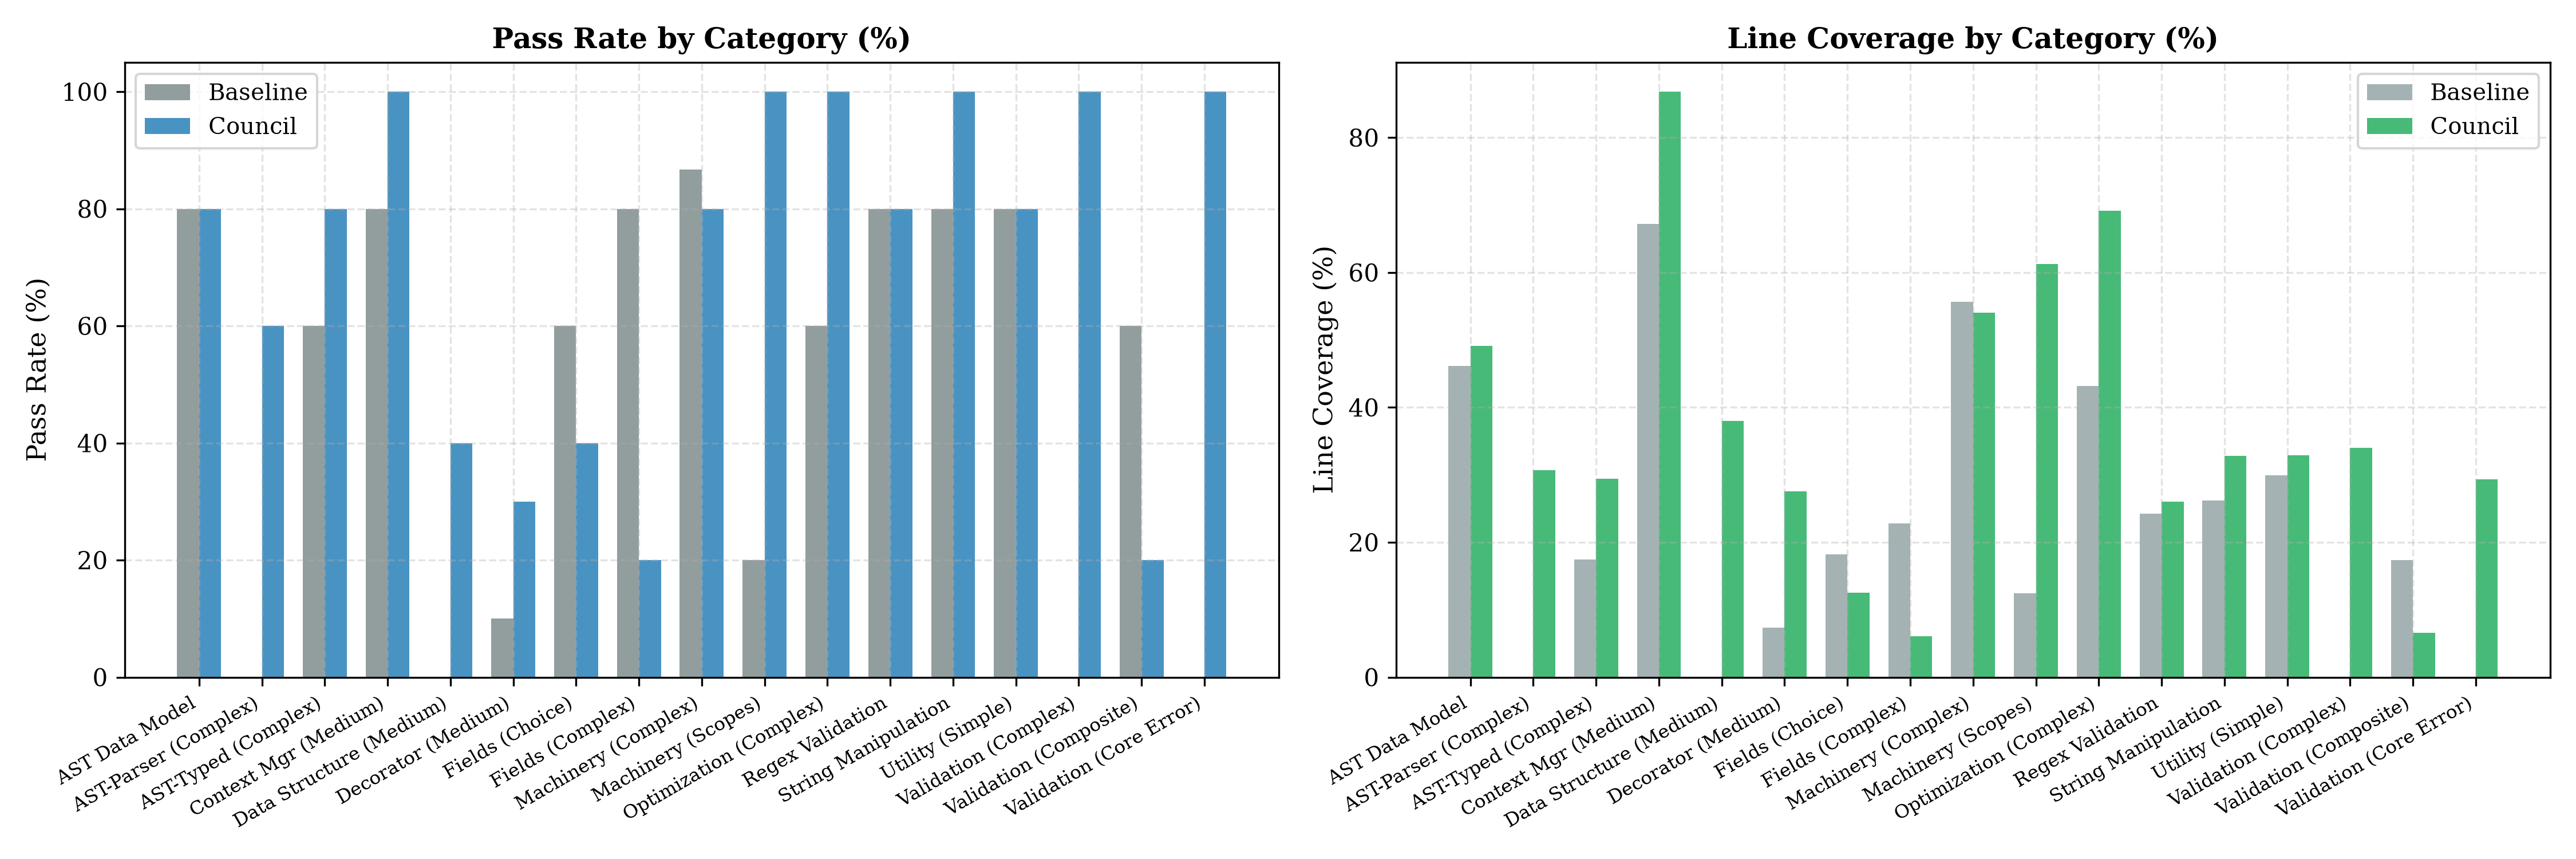 Pass Rate by Category (%)
Baseline
Council
Pass Rate (%)
100
80
60
40
20
0
AST Data Model
AST-Parser (Complex)
AST-Typed (Complex)
Context Mgr (Medium)
Data Structure (Medium)
Decorator (Medium)
Fields (Choice)
Fields (Complex)
Machinery (Complex)
Machinery (Scopes)
Optimization (Complex)
Regex Validation
String Manipulation
Utility (Simple)
Validation (Complex)
Validation (Composite)
Validation (Core Error)
Line Coverage by Category (%)
Baseline
Council
Line Coverage (%)
80
60
40
20
0
AST Data Model
AST-Parser (Complex)
AST-Typed (Complex)
Context Mgr (Medium)
Data Structure (Medium)
Decorator (Medium)
Fields (Choice)
Fields (Complex)
Machinery (Complex)
Machinery (Scopes)
Optimization (Complex)
Regex Validation
String Manipulation
Utility (Simple)
Validation (Complex)
Validation (Composite)
Validation (Core Error)